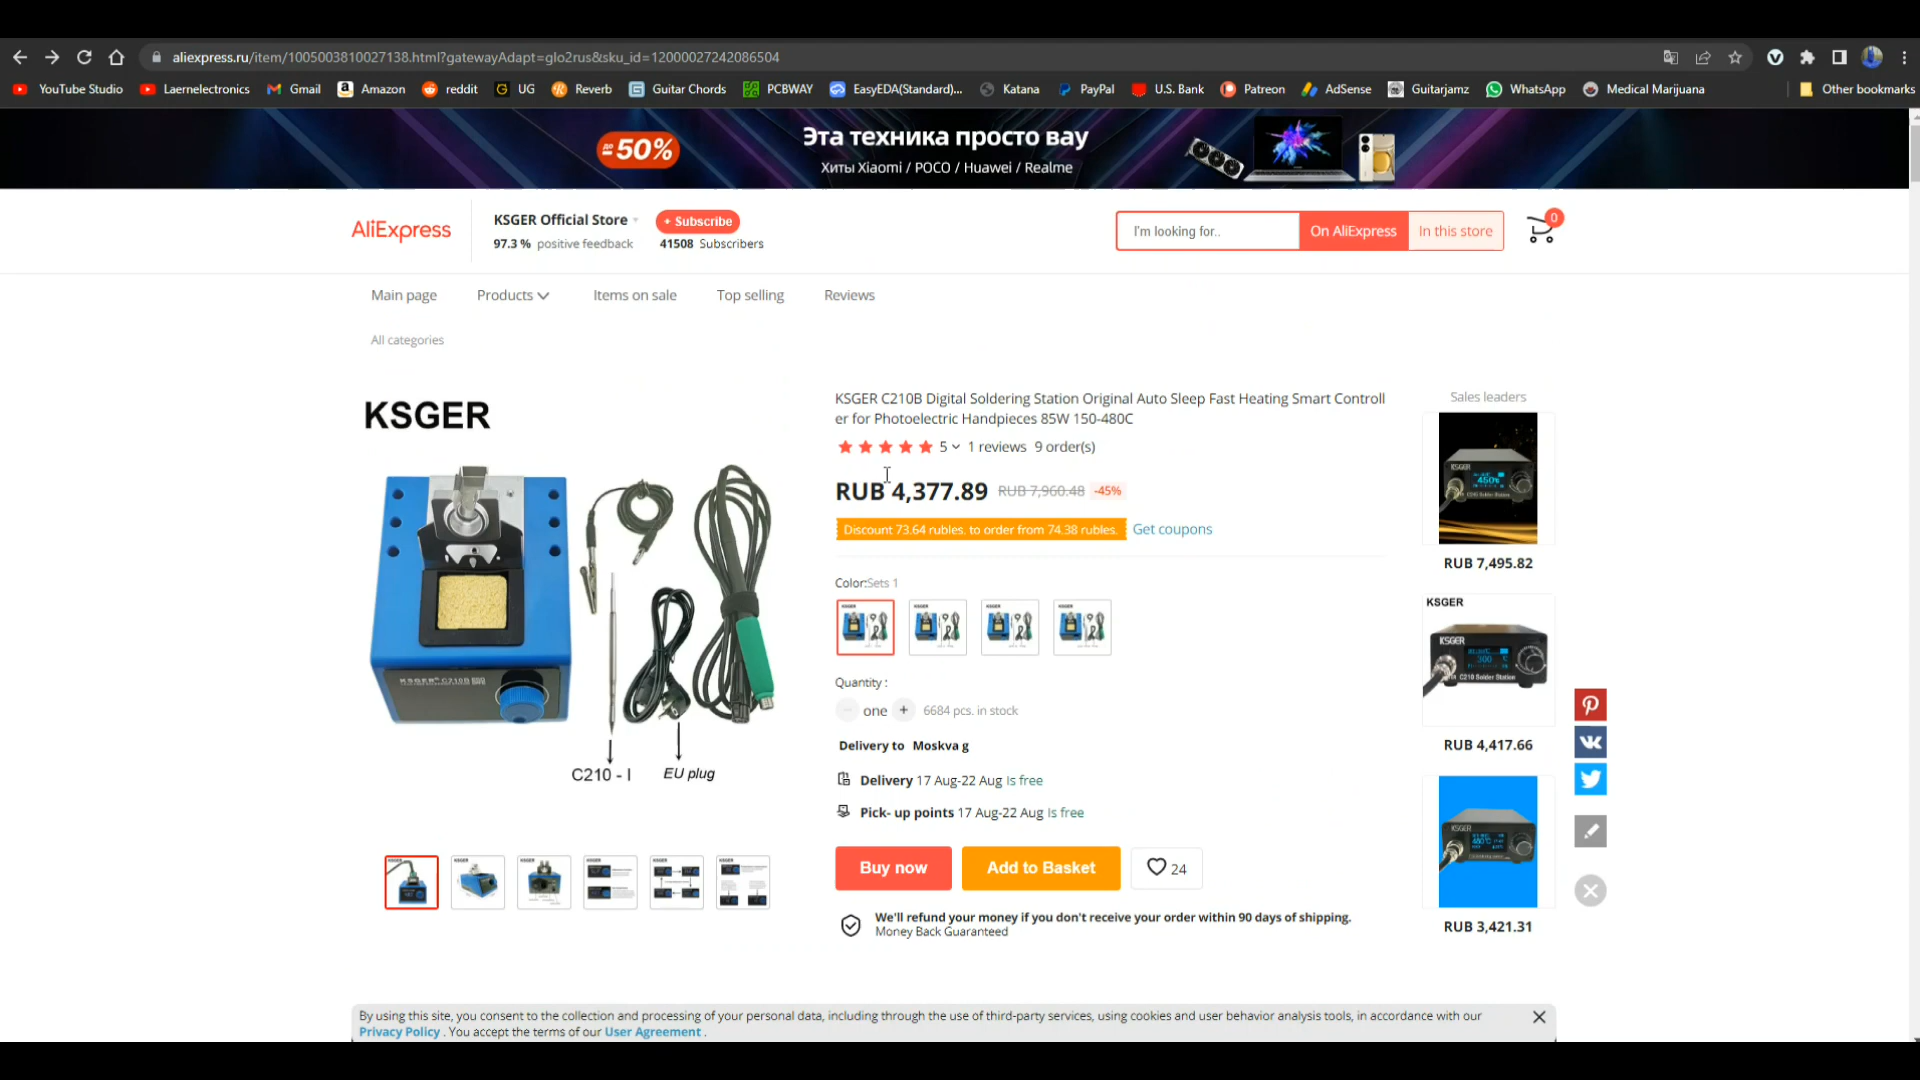 aliexpress.ru/item/1005003810027138.html?gatewayAdapt=glo2rus&sku_id=12000027242086504
YouTube Studio Laernelectronics Gmail Amazon reddit UG Reverb Guitar Chords PCBWAY EasyEDA(Standard)... Katana PayPal U.S. Bank Patreon AdSense Guitarjamz WhatsApp Medical Marijuana Other bookmarks
до -50%
Эта техника просто вау
Хиты Xiaomi / POCO / Huawei / Realme
AliExpress
KSGER Official Store + Subscribe
97.3 % positive feedback 41508 Subscribers
I'm looking for.. On AliExpress In this store 0
Main page Products Items on sale Top selling Reviews
All categories
KSGER
C210 - I EU plug
KSGER C210B Digital Soldering Station Original Auto Sleep Fast Heating Smart Controll
er for Photoelectric Handpieces 85W 150-480C
5 1 reviews 9 order(s)
RUB 4,377.89 RUB 7,960.48 -45%
Discount 73.64 rubles. to order from 74.38 rubles. Get coupons
Color:Sets 1
Quantity :
one + 6684 pcs. in stock
Delivery to Moskva g
Delivery 17 Aug-22 Aug Is free
Pick- up points 17 Aug-22 Aug Is free
Buy now Add to Basket 24
We'll refund your money if you don't receive your order within 90 days of shipping.
Money Back Guaranteed
Sales leaders
KSGER
450℃
RUB 7,495.82
KSGER
KSGER
300
C210 Solder Station
RUB 4,417.66
KSGER
480℃
RUB 3,421.31
By using this site, you consent to the collection and processing of your personal data, including through the use of third-party services, using cookies and user behavior analysis tools, in accordance with our
Privacy Policy . You accept the terms of our User Agreement .